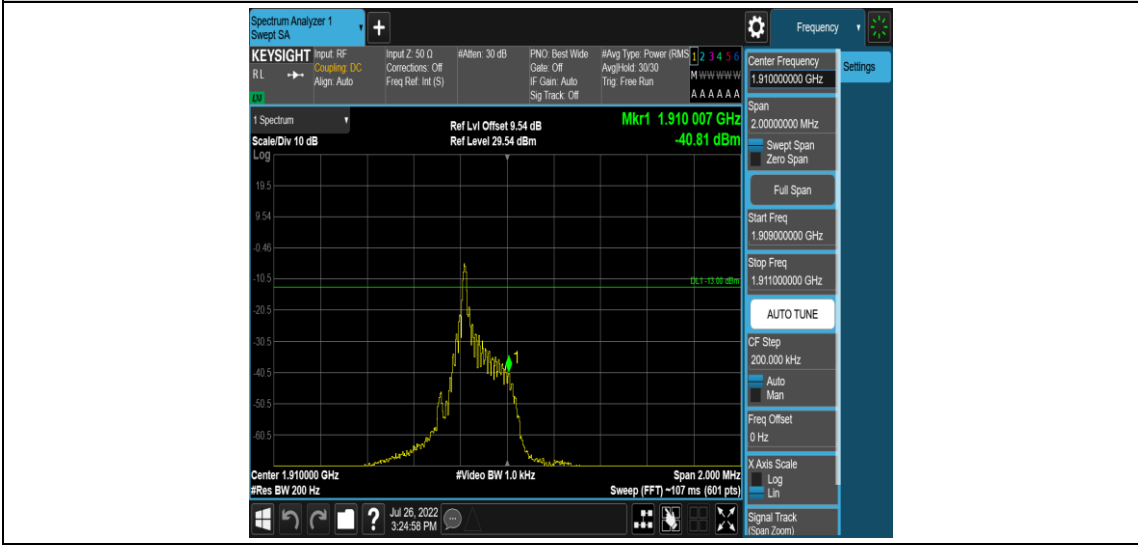 Spectrum Analyzer 1
Swept SA
+
Frequency
KEYSIGHT
RL
LXI
Input: RF
Coupling: DC
Align: Auto
Input Z: 50 Ω
Corrections: Off
Freq Ref: Int (S)
#Atten: 30 dB
PNO: Best Wide
Gate: Off
IF Gain: Auto
Sig Track: Off
#Avg Type: Power (RMS
Avg|Hold: 30/30
Trig: Free Run
1 2 3 4 5 6
M W W W W W
A A A A A A
1 Spectrum
Scale/Div 10 dB
Log
Ref Lvl Offset 9.54 dB
Ref Level 29.54 dBm
Mkr1 1.910 007 GHz
-40.81 dBm
19.5
9.54
-0.46
-10.5
-20.5
-30.5
-40.5
-50.5
-60.5
DL1 -13.00 dBm
1
Center 1.910000 GHz
#Video BW 1.0 kHz
Span 2.000 MHz
#Res BW 200 Hz
Sweep (FFT) ~107 ms (601 pts)
?
Jul 26, 2022
3:24:58 PM
Center Frequency
1.910000000 GHz
Settings
Span
2.00000000 MHz
Swept Span
Zero Span
Full Span
Start Freq
1.909000000 GHz
Stop Freq
1.911000000 GHz
AUTO TUNE
CF Step
200.000 kHz
Auto
Man
Freq Offset
0 Hz
X Axis Scale
Log
Lin
Signal Track
(Span Zoom)